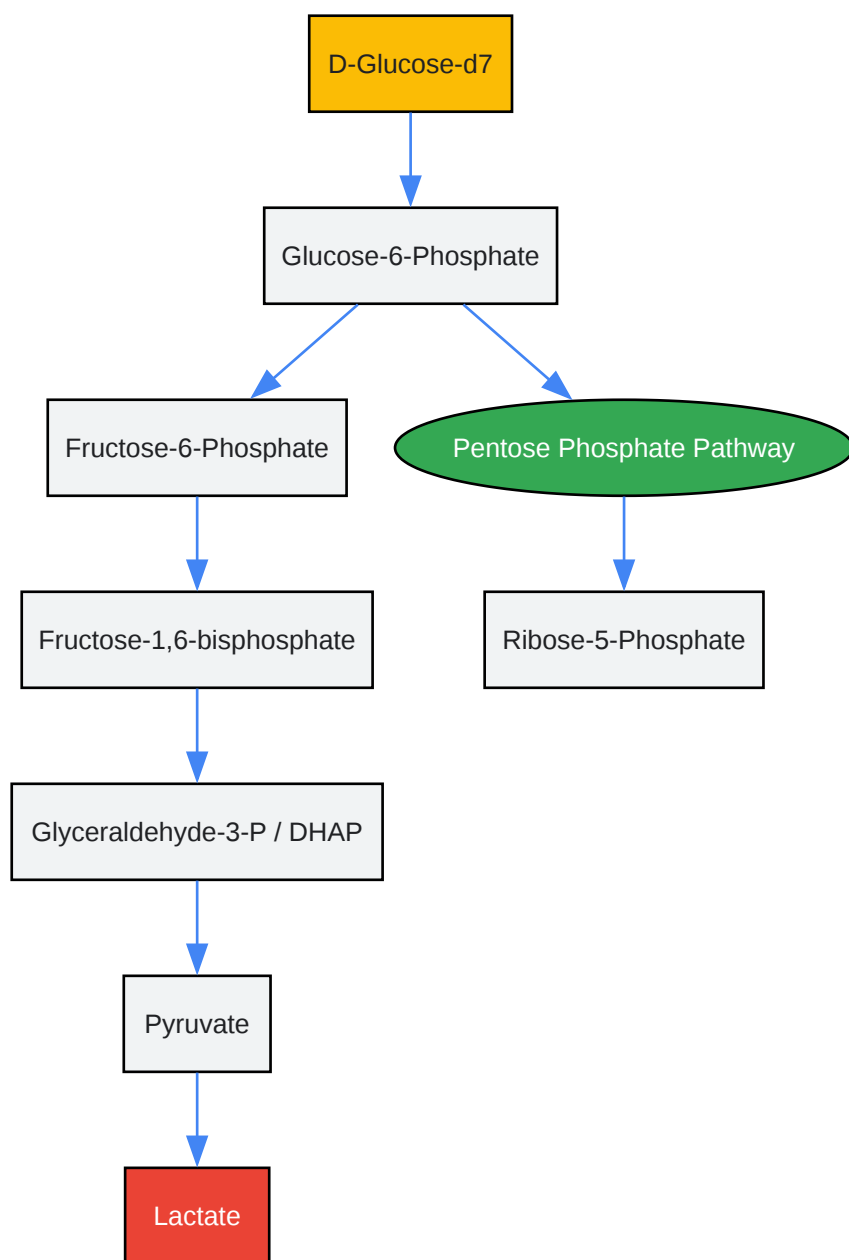 D-Glucose-d7
Glucose-6-Phosphate
Fructose-6-Phosphate
Pentose Phosphate Pathway
Fructose-1,6-bisphosphate
Ribose-5-Phosphate
Glyceraldehyde-3-P / DHAP
Pyruvate
Lactate